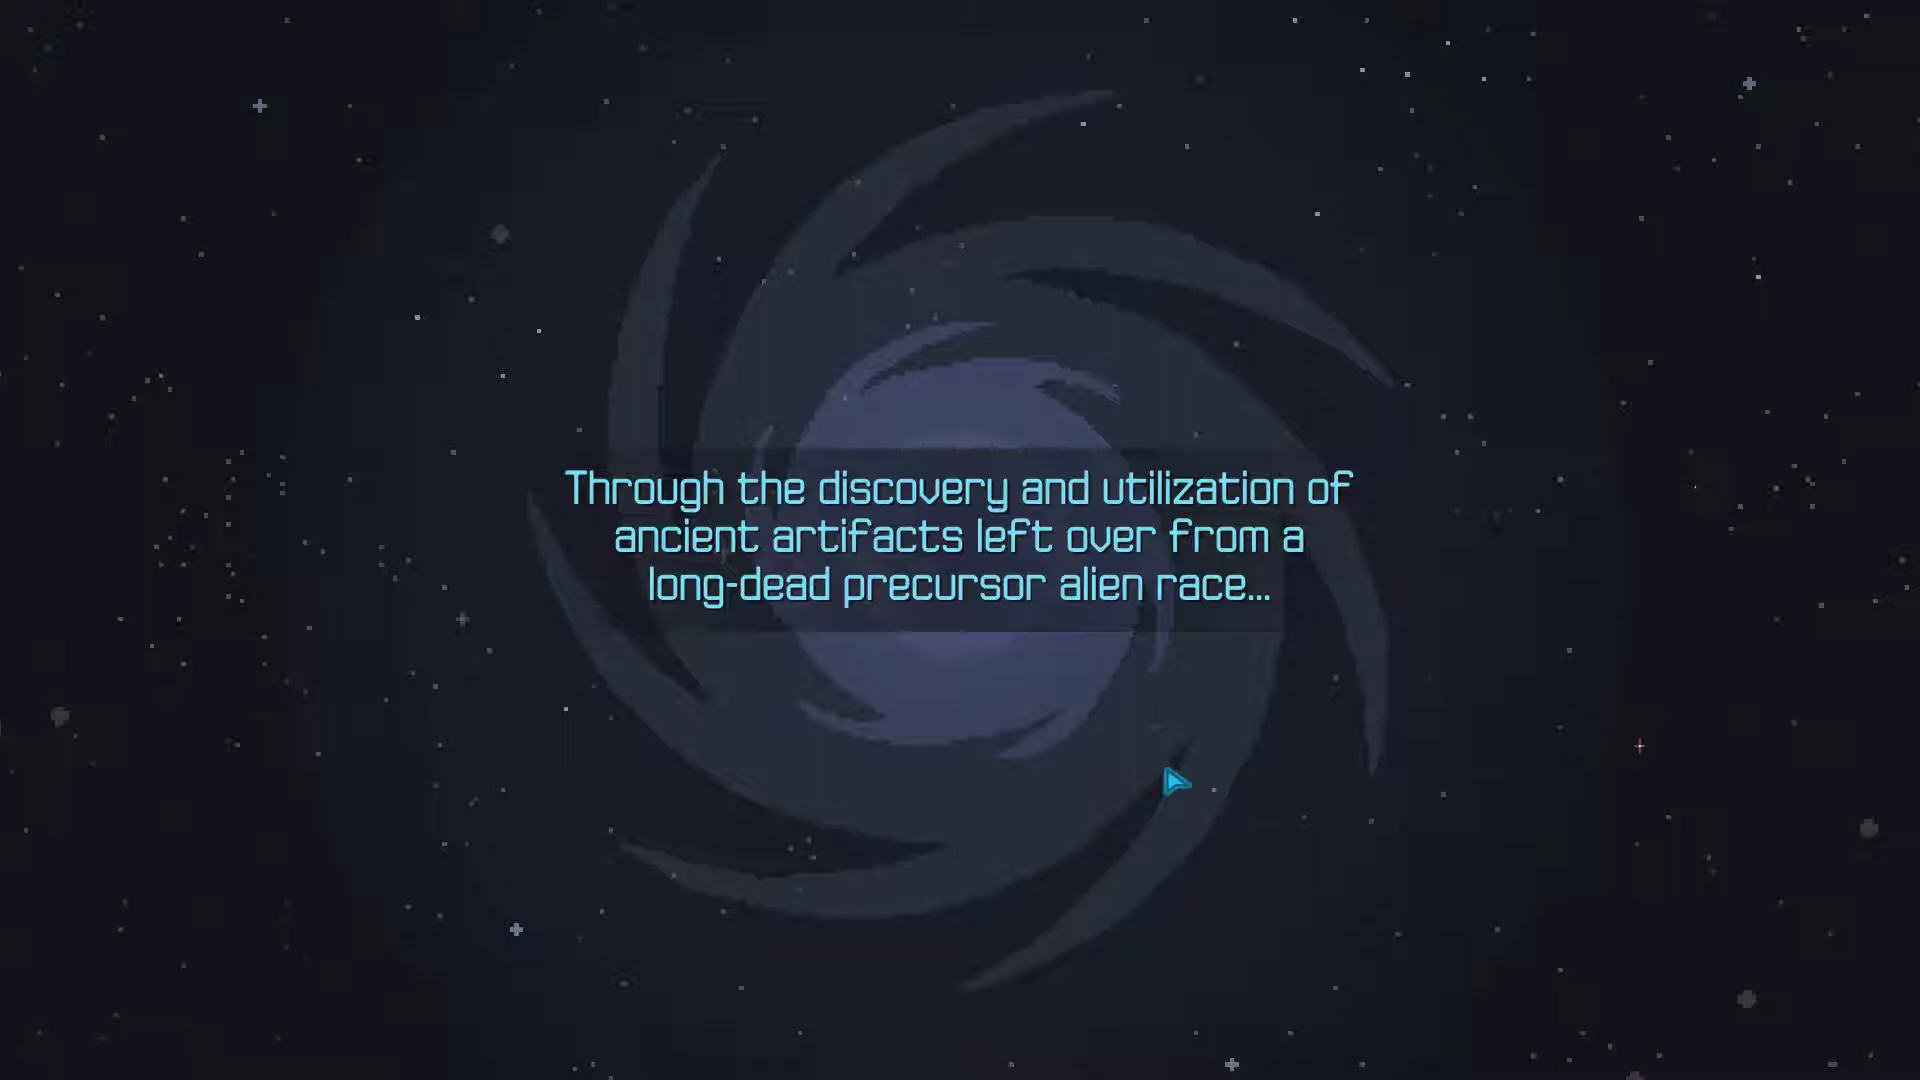 Through the discovery and utilization of
ancient artifacts left over from a
long-dead precursor alien race...